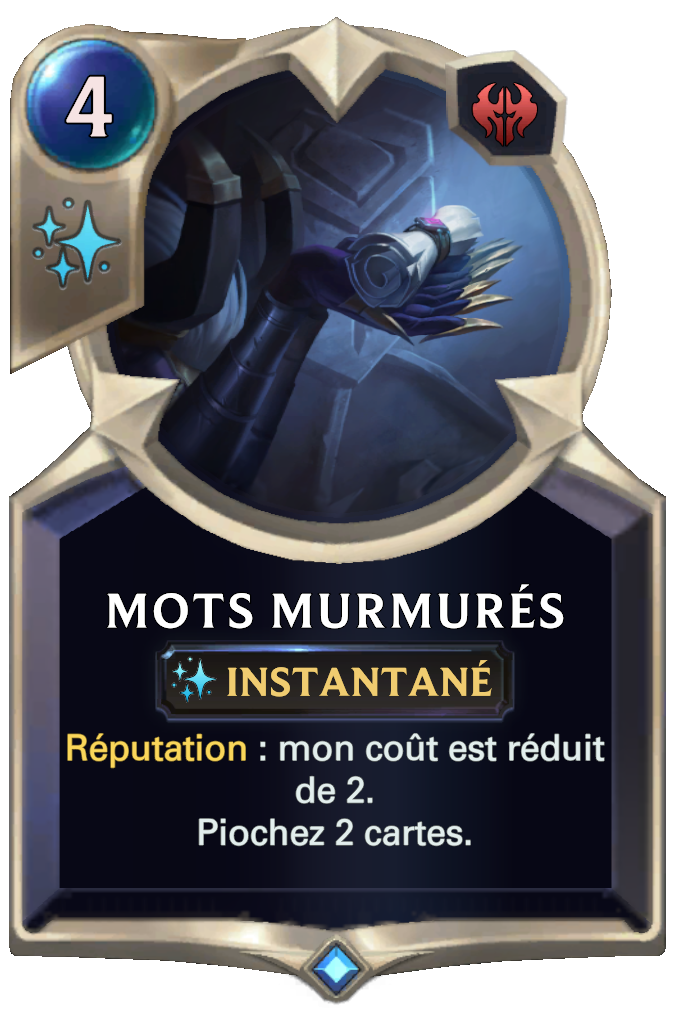 4
MOTS MURMURÉS
INSTANTANÉ
Réputation : mon coût est réduit
de 2.
Piochez 2 cartes.